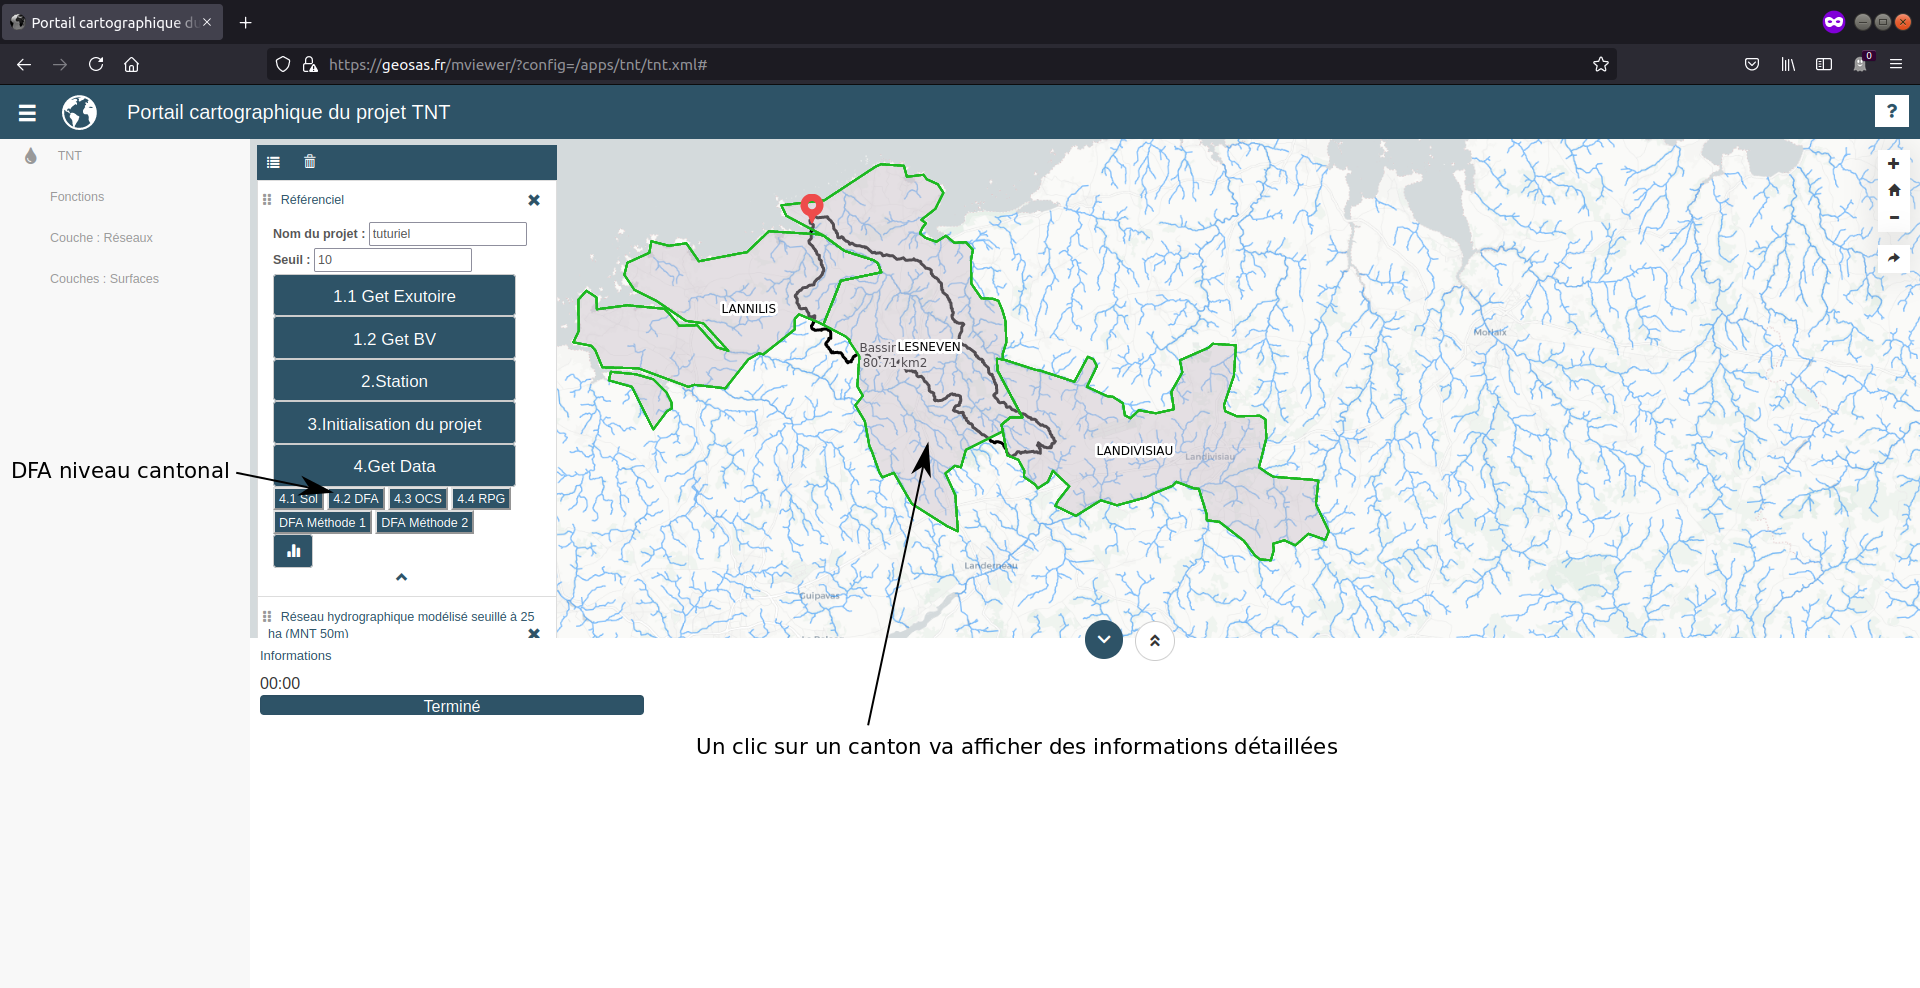 Portail cartographique du
https://geosas.fr/mviewer/?config=/apps/tnt/tnt.xml#
0
Portail cartographique du projet TNT
?
TNT
Fonctions
Couche : Réseaux
Couches : Surfaces
Référenciel
Nom du projet : tuturiel
Seuil : 10
1.1 Get Exutoire
1.2 Get BV
2.Station
3.Initialisation du projet
4.Get Data
4.1 Sol 4.2 DFA 4.3 OCS 4.4 RPG
DFA Méthode 1 DFA Méthode 2
Réseau hydrographique modélisé seuillé à 25
ha (MNT 50m)
DFA niveau cantonal
LANNILIS
LESNEVEN
80.71 km2
LANDIVISIAU
Landivisiau
Morlaix
Landerneau
Guipavas
Informations
00:00
Terminé
Un clic sur un canton va afficher des informations détaillées